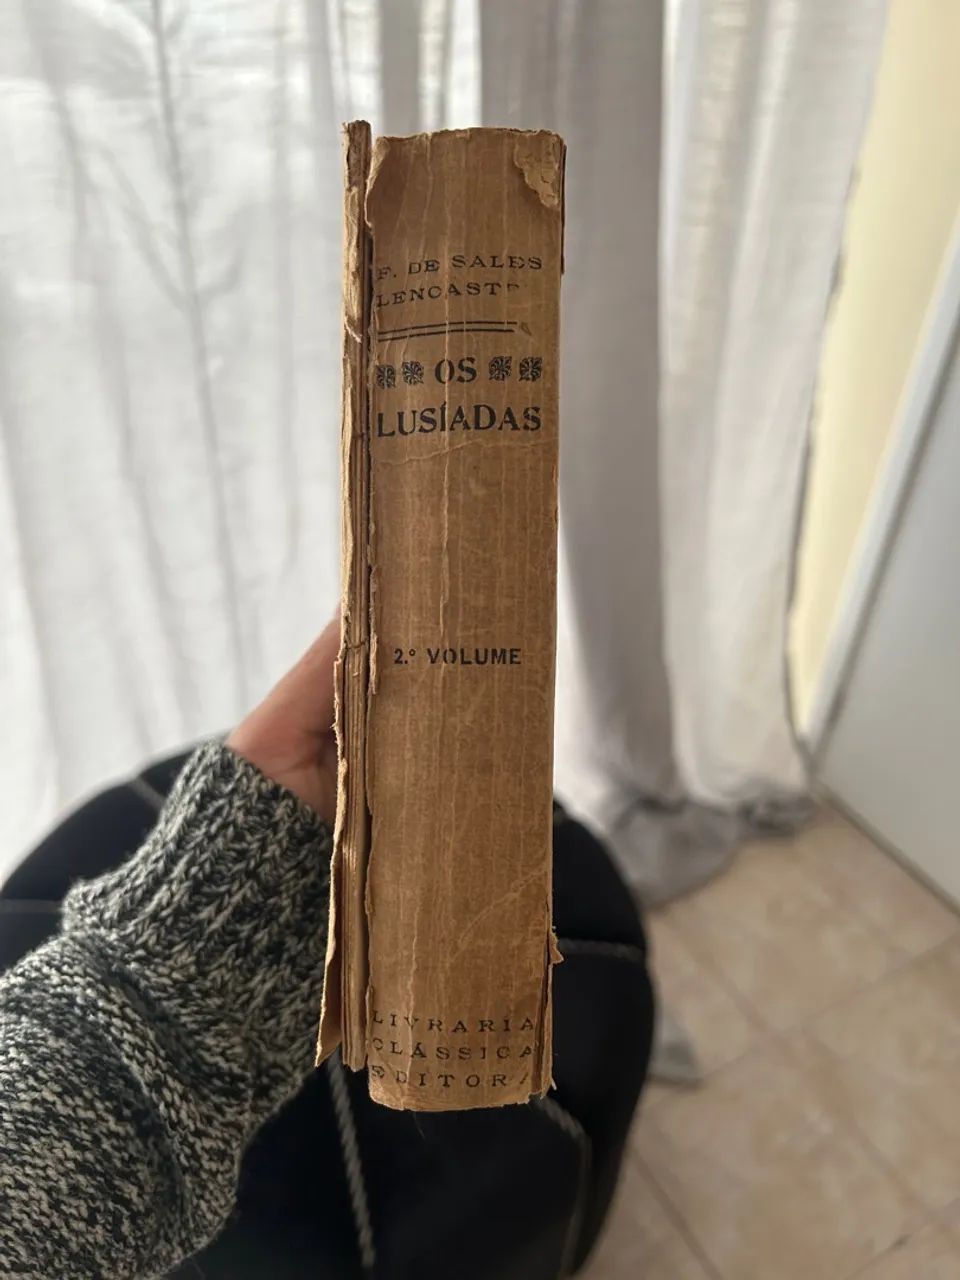 F. DE SALES
OS
LUSÍADAS
2.º VOLUME
LIVRARIA
CLÁSSICA
EDITORA